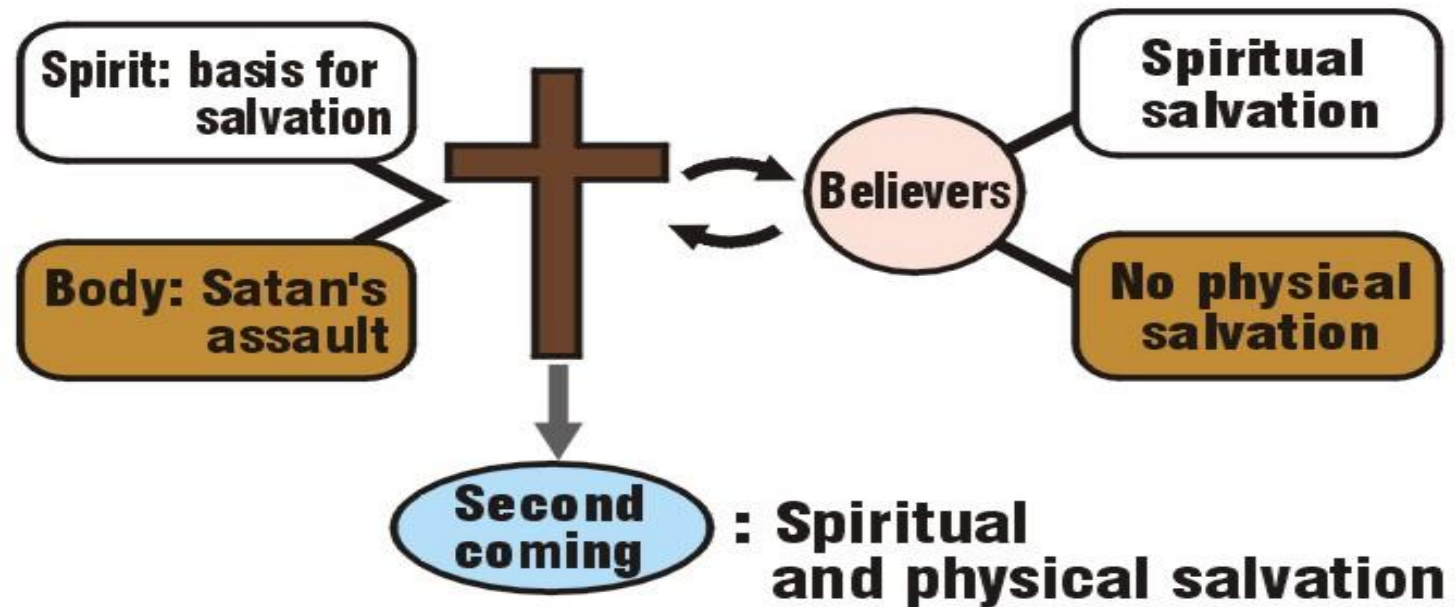 Spirit: basis for
salvation
Body: Satan's
assault
Believers
Spiritual
salvation
No physical
salvation
Second
coming
: Spiritual
and physical salvation